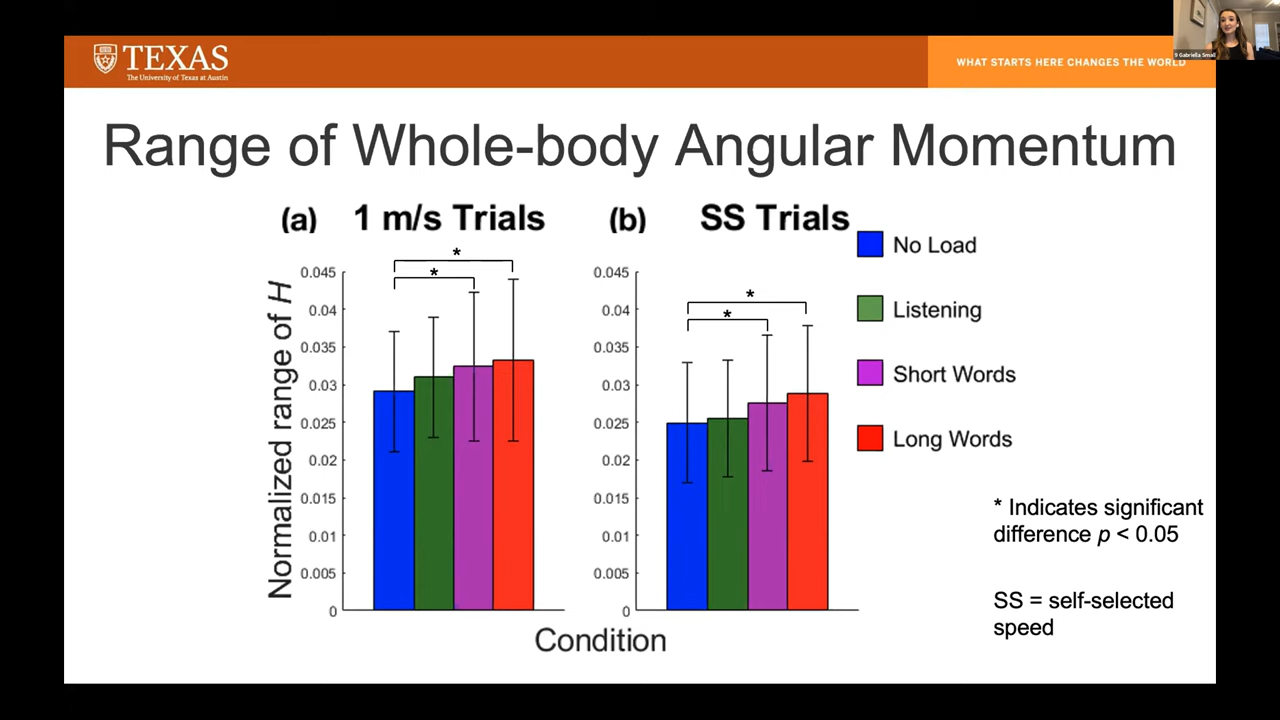 TEXAS
The University of Texas at Austin
WHAT STARTS HERE CHANGES THE WORLD
9 Gabriella Small
Range of Whole-body Angular Momentum
(a) 1 m/s Trials
(b) SS Trials
Normalized range of H
0.045
0.04
0.035
0.03
0.025
0.02
0.015
0.01
0.005
0
*
*
0.045
0.04
0.035
0.03
0.025
0.02
0.015
0.01
0.005
0
*
*
Condition
No Load
Listening
Short Words
Long Words
* Indicates significant
difference p < 0.05
SS = self-selected
speed